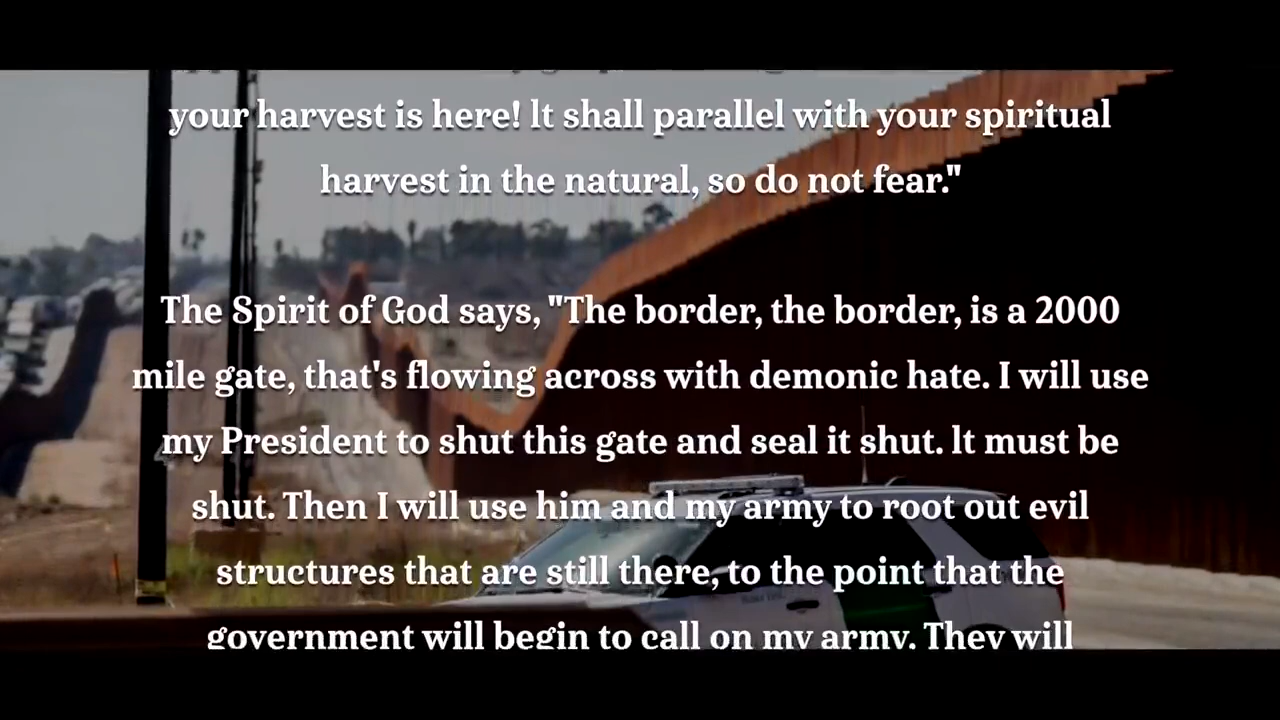 your harvest is here! lt shall parallel with your spiritual
harvest in the natural, so do not fear."
The Spirit of God says, "The border, the border, is a 2000
mile gate, that's flowing across with demonic hate. I will use
my President to shut this gate and seal it shut. lt must be
shut. Then I will use him and my army to root out evil
structures that are still there, to the point that the
government will begin to call on my army. They will